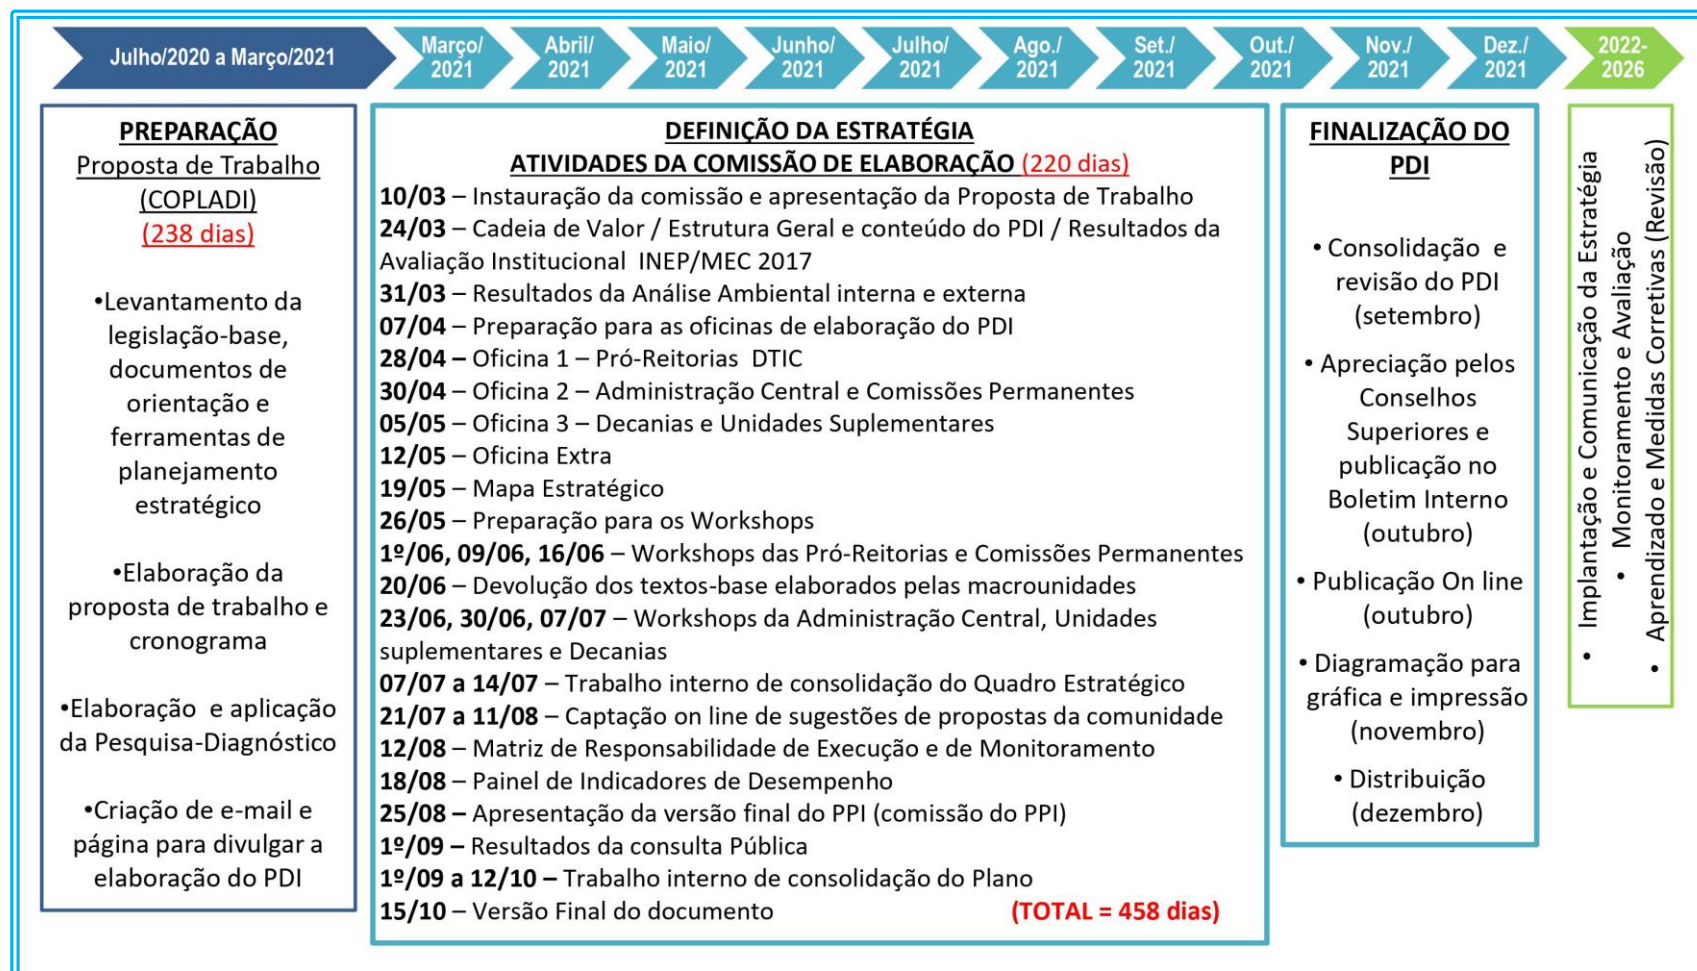 Julho/2020 a Março/2021
Março/
2021
Abril/
2021
Maio/
2021
Junho/
2021
Julho/
2021
Ago./
2021
Set./
2021
Out./
2021
Nov./
2021
Dez./
2021
2022-
2026
PREPARAÇÃO
Proposta de Trabalho
(COPLADI)
(238 dias)
•Levantamento da
legislação-base,
documentos de
orientação e
ferramentas de
planejamento
estratégico
•Elaboração da
proposta de trabalho e
cronograma
•Elaboração e aplicação
da Pesquisa-Diagnóstico
•Criação de e-mail e
página para divulgar a
elaboração do PDI
DEFINIÇÃO DA ESTRATÉGIA
ATIVIDADES DA COMISSÃO DE ELABORAÇÃO (220 dias)
10/03 – Instauração da comissão e apresentação da Proposta de Trabalho
24/03 – Cadeia de Valor / Estrutura Geral e conteúdo do PDI / Resultados da
Avaliação Institucional INEP/MEC 2017
31/03 – Resultados da Análise Ambiental interna e externa
07/04 – Preparação para as oficinas de elaboração do PDI
28/04 – Oficina 1 – Pró-Reitorias DTIC
30/04 – Oficina 2 – Administração Central e Comissões Permanentes
05/05 – Oficina 3 – Decanias e Unidades Suplementares
12/05 – Oficina Extra
19/05 – Mapa Estratégico
26/05 – Preparação para os Workshops
1º/06, 09/06, 16/06 – Workshops das Pró-Reitorias e Comissões Permanentes
20/06 – Devolução dos textos-base elaborados pelas macrounidades
23/06, 30/06, 07/07 – Workshops da Administração Central, Unidades
suplementares e Decanias
07/07 a 14/07 – Trabalho interno de consolidação do Quadro Estratégico
21/07 a 11/08 – Captação on line de sugestões de propostas da comunidade
12/08 – Matriz de Responsabilidade de Execução e de Monitoramento
18/08 – Painel de Indicadores de Desempenho
25/08 – Apresentação da versão final do PPI (comissão do PPI)
1º/09 – Resultados da consulta Pública
1º/09 a 12/10 – Trabalho interno de consolidação do Plano
15/10 – Versão Final do documento (TOTAL = 458 dias)
FINALIZAÇÃO DO
PDI
• Consolidação e
revisão do PDI
(setembro)
• Apreciação pelos
Conselhos
Superiores e
publicação no
Boletim Interno
(outubro)
• Publicação On line
(outubro)
• Diagramação para
gráfica e impressão
(novembro)
• Distribuição
(dezembro)
• Implantação e Comunicação da Estratégia
• Monitoramento e Avaliação
• Aprendizado e Medidas Corretivas (Revisão)